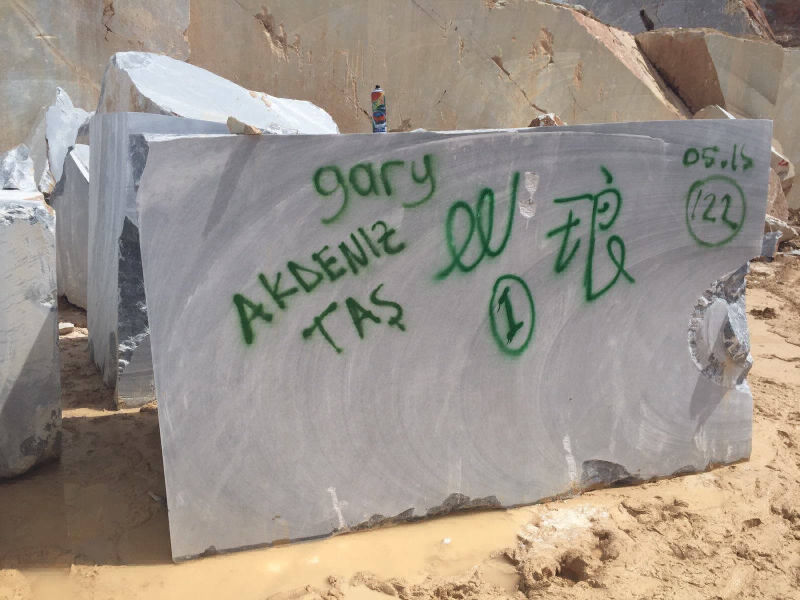 gary
AKDENIZ
TAŞ
1
05.15
122